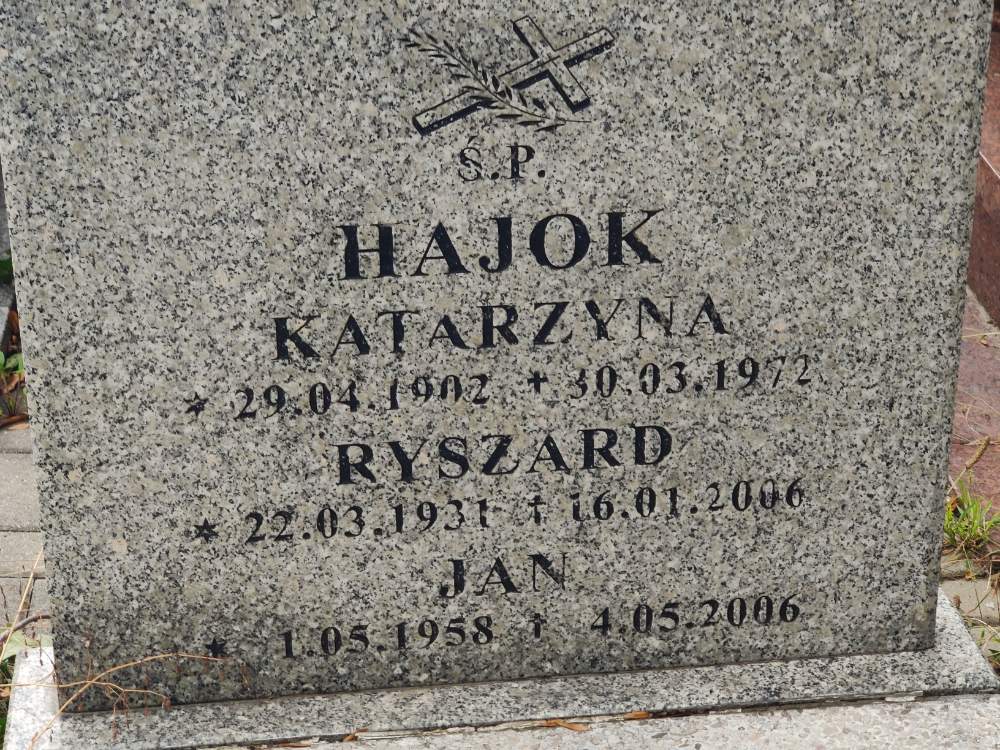 Ś.P.
HAJOK
KATARZYNA
* 29.04.1902 ✝ 30.03.1972
RYSZARD
* 22.03.1931 ✝ 16.01.2006
JAN
* 1.05.1958 ✝ 4.05.2006